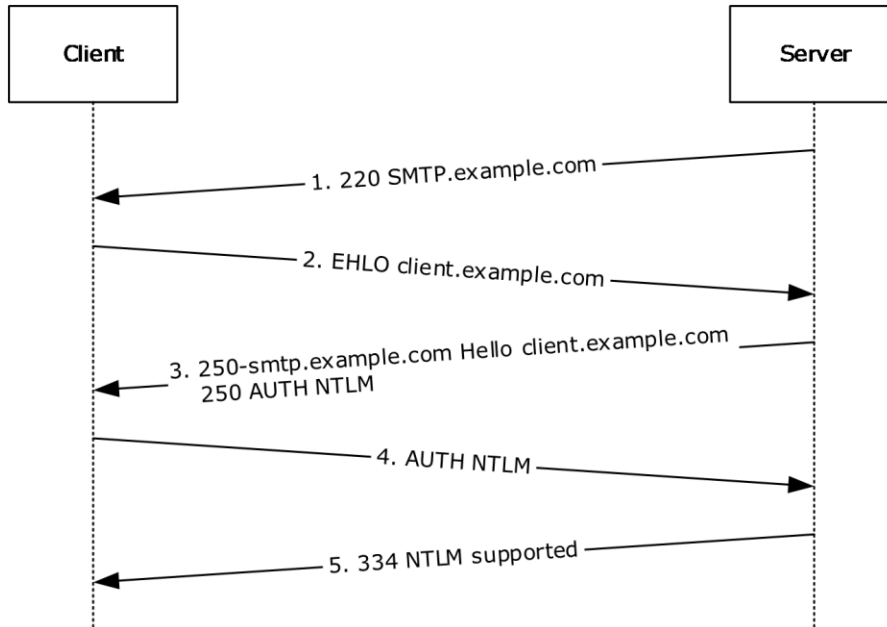 Client
Server
1. 220 SMTP.example.com
2. EHLO client.example.com
3. 250-smtp.example.com Hello client.example.com
250 AUTH NTLM
4. AUTH NTLM
5. 334 NTLM supported